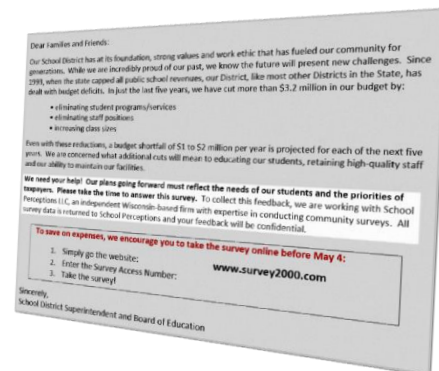 Dear Families and Friends:
Our School District has at its foundation, strong values and work ethic that has fueled our community for
generations. While we are incredibly proud of our past, we know the future will present new challenges. Since
1993, when the state capped all public school revenues, our District, like most other Districts in the State, has
dealt with budget deficits. In just the last five years, we have cut more than $3.2 million in our budget by:
• eliminating student programs/services
• eliminating staff positions
• increasing class sizes
Even with these reductions, a budget shortfall of $1 to $2 million per year is projected for each of the next five
years. We are concerned what additional cuts will mean to educating our students, retaining high-quality staff
and our ability to maintain our facilities.
We need your help! Our plans going forward must reflect the needs of our students and the priorities of
taxpayers. Please take the time to answer this survey. To collect this feedback, we are working with School
Perceptions LLC, an independent Wisconsin-based firm with expertise in conducting community surveys. All
survey data is returned to School Perceptions and your feedback will be confidential.
To save on expenses, we encourage you to take the survey online before May 4:
1. Simply go the website: www.survey2000.com
2. Enter the Survey Access Number:
3. Take the survey!
Sincerely,
School District Superintendent and Board of Education